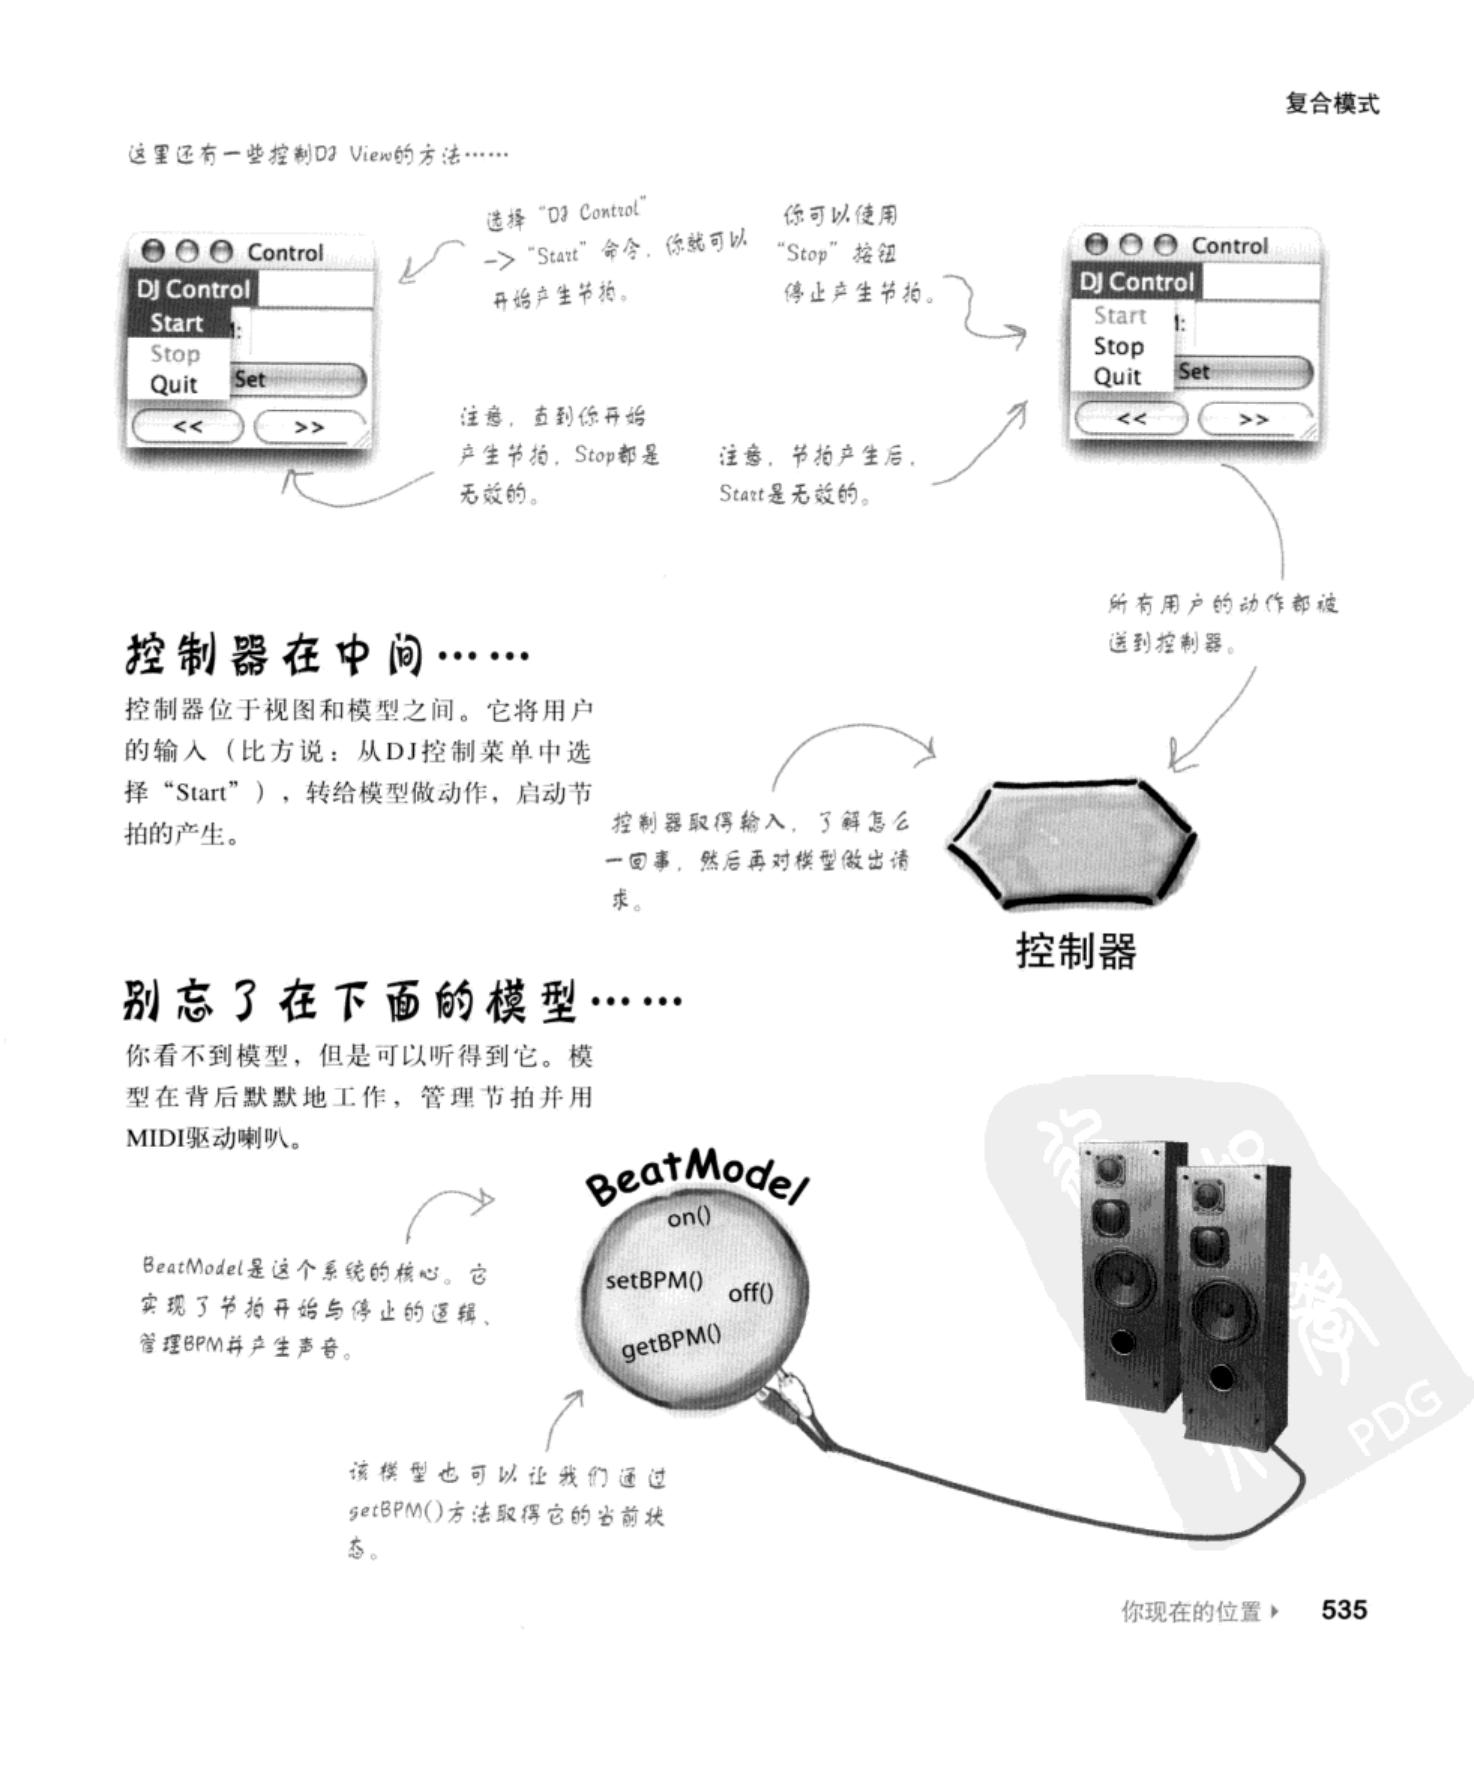 复合模式
这里还有一些控制DJ View的方法……
选择“DJ Control”
->“Start”命令，你就可以
开始产生节拍。
你可以使用
“Stop”按钮
停止产生节拍。
Control
DJ Control
Start
Stop
Quit
Set
<<
>>
Control
DJ Control
Start
Stop
Quit
Set
<<
>>
注意，直到你开始
产生节拍，Stop都是
无效的。
注意，节拍产生后，
Start是无效的。
所有用户的动作都被
送到控制器。
控制器在中间……
控制器位于视图和模型之间。它将用户
的输入（比方说：从DJ控制菜单中选
择“Start”），转给模型做动作，启动节
拍的产生。
控制器取得输入，了解怎么
一回事，然后再对模型做出请
求。
控制器
别忘了在下面的模型……
你看不到模型，但是可以听得到它。模
型在背后默默地工作，管理节拍并用
MIDI驱动喇叭。
BeatModel
on()
setBPM()
off()
getBPM()
BeatModel是这个系统的核心。它
实现了节拍开始与停止的逻辑、
管理BPM并产生声音。
该模型也可以让我们通过
getBPM()方法取得它的当前状
态。
PDG
你现在的位置
535